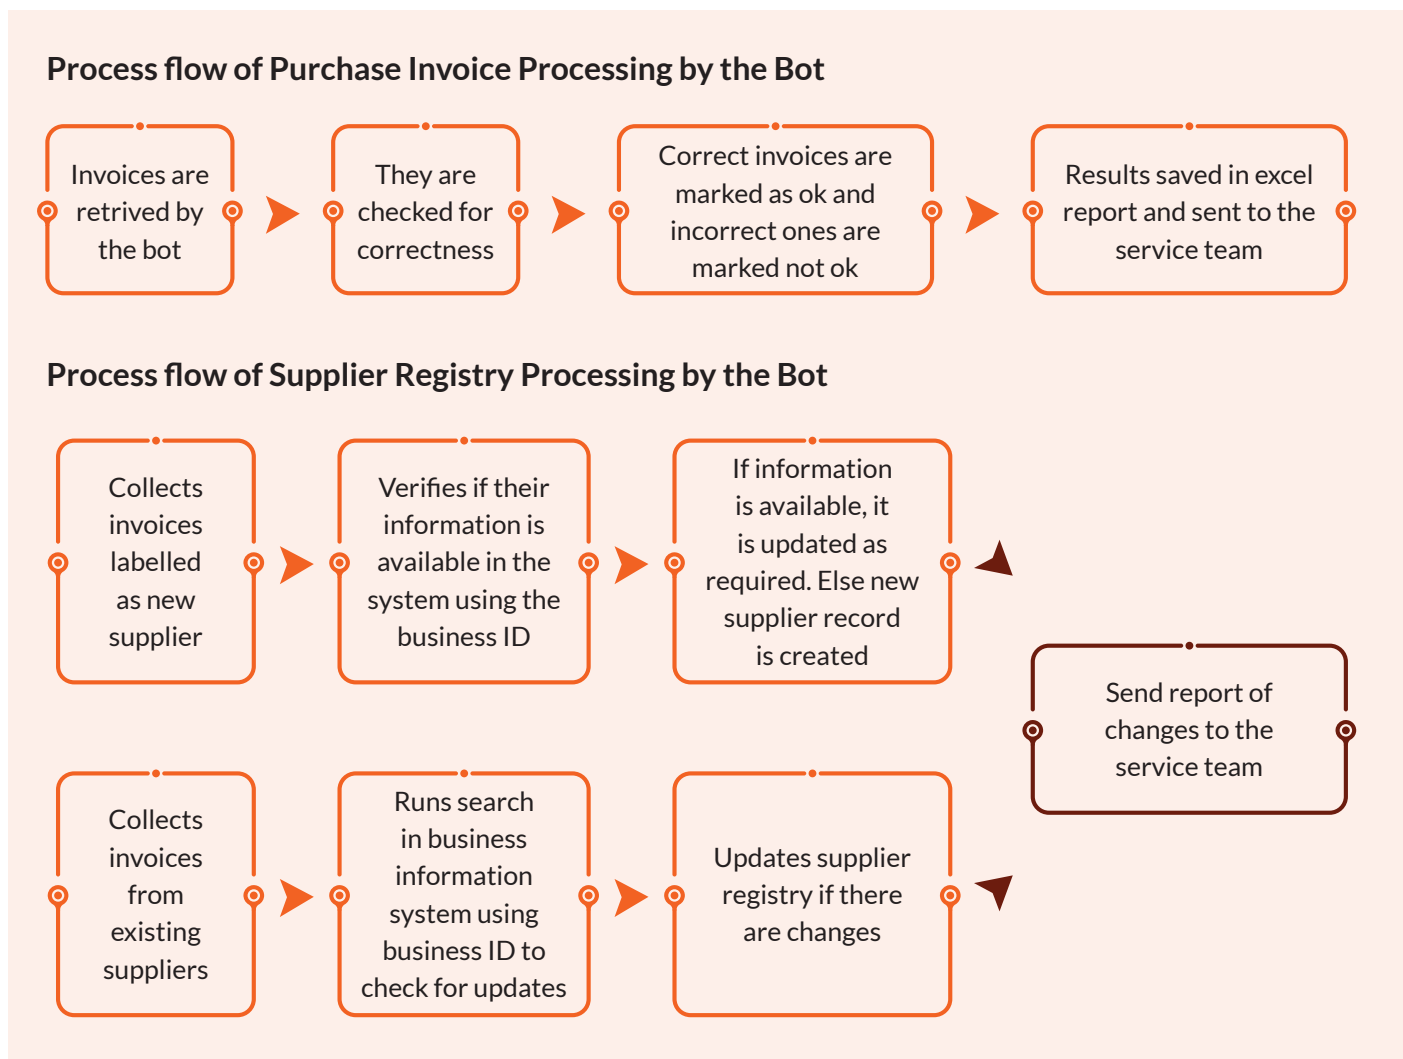 Process flow of Purchase Invoice Processing by the Bot
Invoices are
retrived by
the bot
They are
checked for
correctness
Correct invoices are
marked as ok and
incorrect ones are
marked not ok
Results saved in excel
report and sent to the
service team
Process flow of Supplier Registry Processing by the Bot
Collects
invoices
labelled
as new
supplier
Verifies if their
information is
available in the
system using the
business ID
If information
is available, it
is updated as
required. Else new
supplier record
is created
Collects
invoices
from
existing
suppliers
Runs search
in business
information
system using
business ID to
check for updates
Updates supplier
registry if there
are changes
Send report of
changes to the
service team